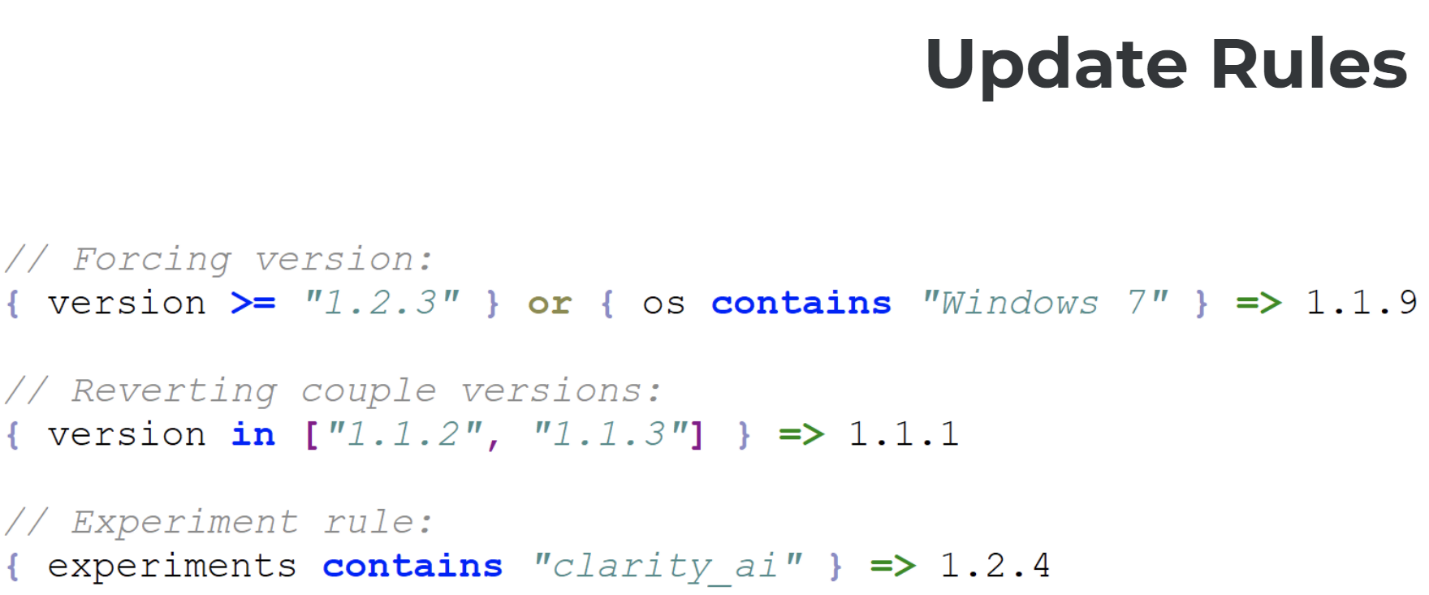 Update Rules
// Forcing version:
{ version >= "1.2.3" } or { os contains "Windows 7" } => 1.1.9
// Reverting couple versions:
{ version in ["1.1.2", "1.1.3"] } => 1.1.1
// Experiment rule:
{ experiments contains "clarity_ai" } => 1.2.4